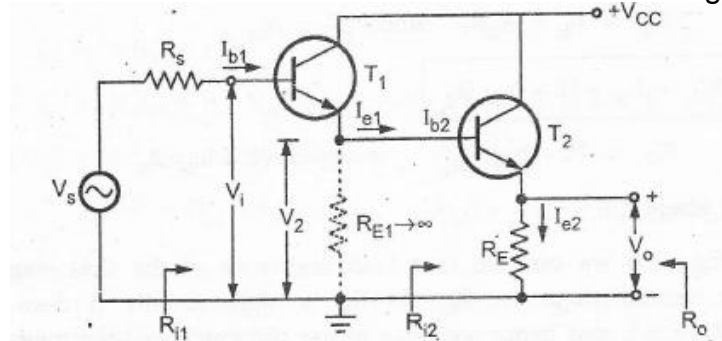 +V_CC
R_s
I_b1
T_1
I_e1
I_b2
T_2
V_s
V_i
V_2
R_E1→∞
R_E
I_e2
+
V_o
−
R_i1
R_i2
R_o